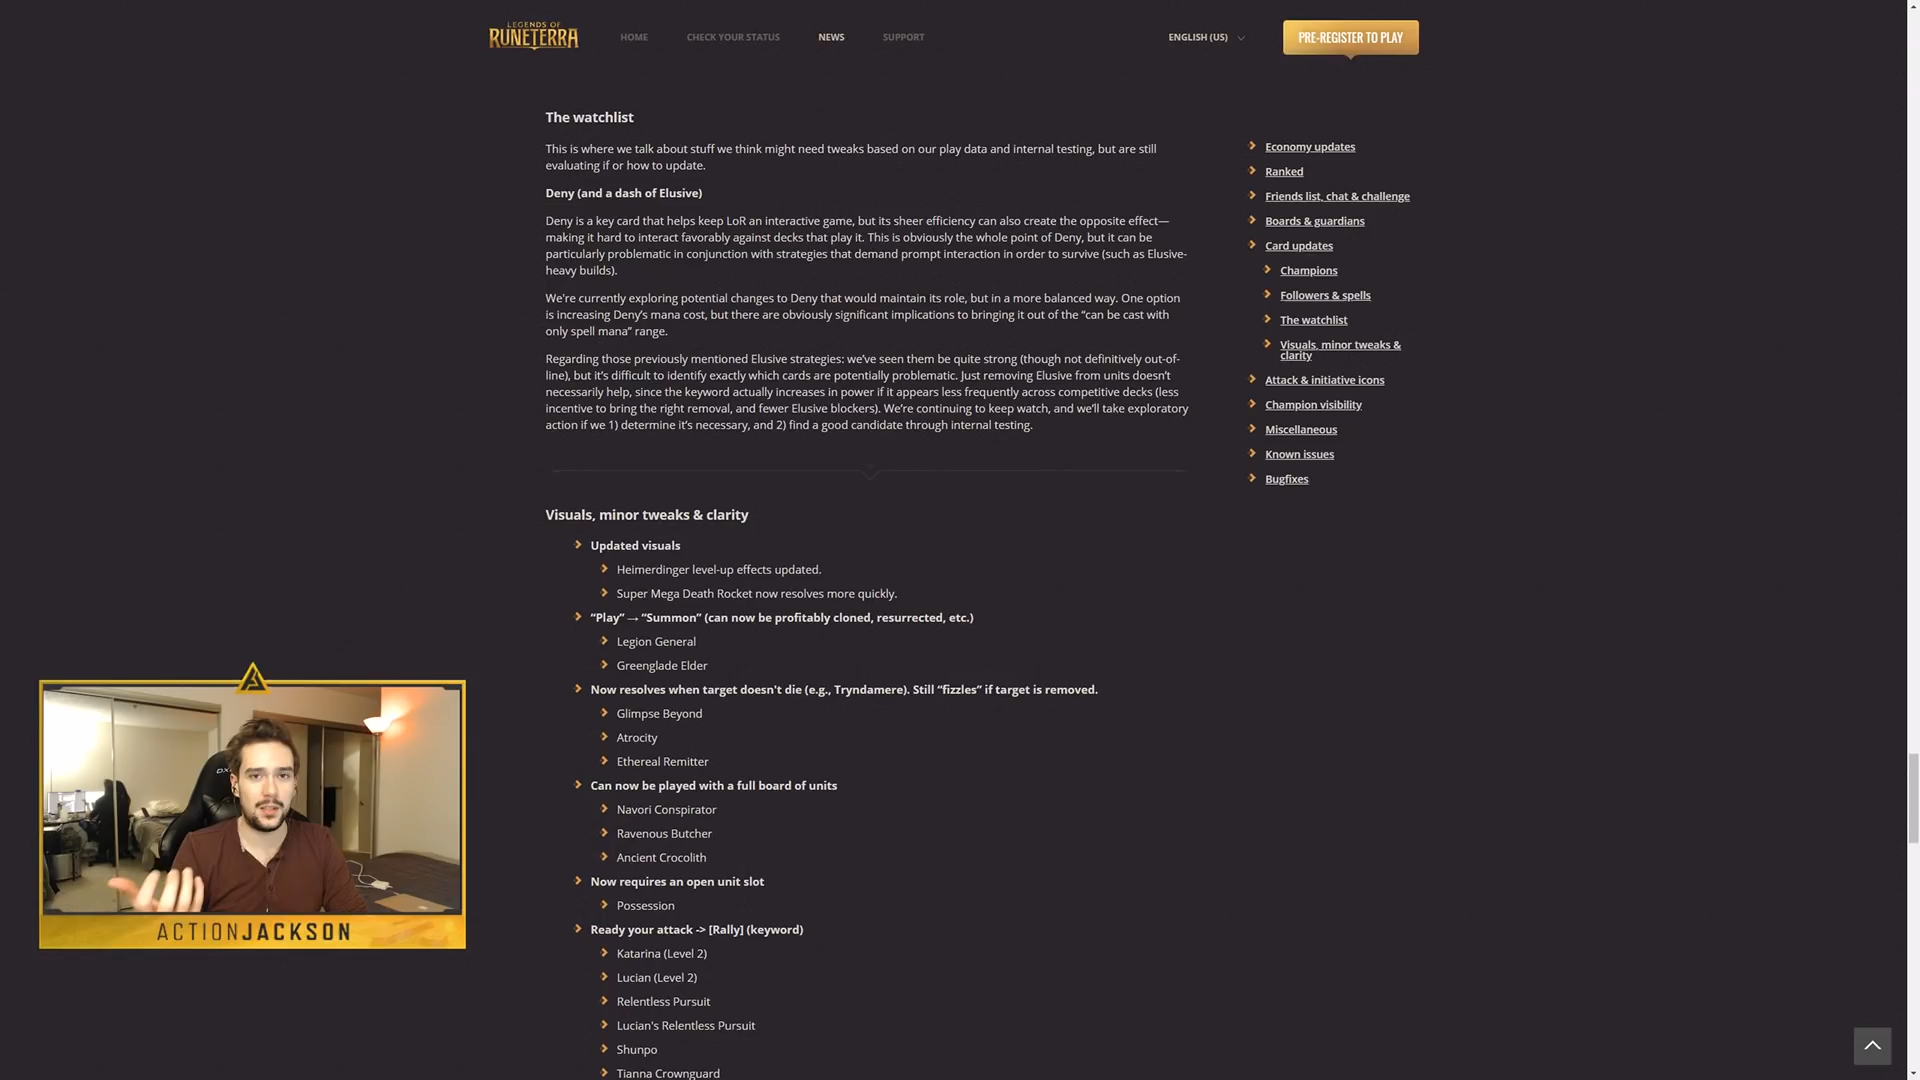 LEGENDS OF
RUNETERRA
HOME
CHECK YOUR STATUS
NEWS
SUPPORT
ENGLISH (US)
PRE-REGISTER TO PLAY
The watchlist
This is where we talk about stuff we think might need tweaks based on our play data and internal testing, but are still
evaluating if or how to update.
Deny (and a dash of Elusive)
Deny is a key card that helps keep LoR an interactive game, but its sheer efficiency can also create the opposite effect—
making it hard to interact favorably against decks that play it. This is obviously the whole point of Deny, but it can be
particularly problematic in conjunction with strategies that demand prompt interaction in order to survive (such as Elusive-
heavy builds).
We're currently exploring potential changes to Deny that would maintain its role, but in a more balanced way. One option
is increasing Deny’s mana cost, but there are obviously significant implications to bringing it out of the “can be cast with
only spell mana” range.
Regarding those previously mentioned Elusive strategies: we’ve seen them be quite strong (though not definitively out-of-
line), but it’s difficult to identify exactly which cards are potentially problematic. Just removing Elusive from units doesn’t
necessarily help, since the keyword actually increases in power if it appears less frequently across competitive decks (less
incentive to bring the right removal, and fewer Elusive blockers). We’re continuing to keep watch, and we’ll take exploratory
action if we 1) determine it’s necessary, and 2) find a good candidate through internal testing.
Visuals, minor tweaks & clarity
Updated visuals
Heimerdinger level-up effects updated.
Super Mega Death Rocket now resolves more quickly.
“Play” → “Summon” (can now be profitably cloned, resurrected, etc.)
Legion General
Greenglade Elder
Now resolves when target doesn't die (e.g., Tryndamere). Still “fizzles” if target is removed.
Glimpse Beyond
Atrocity
Ethereal Remitter
Can now be played with a full board of units
Navori Conspirator
Ravenous Butcher
Ancient Crocolith
Now requires an open unit slot
Possession
Ready your attack -> [Rally] (keyword)
Katarina (Level 2)
Lucian (Level 2)
Relentless Pursuit
Lucian's Relentless Pursuit
Shunpo
Tianna Crownguard
Economy updates
Ranked
Friends list, chat & challenge
Boards & guardians
Card updates
Champions
Followers & spells
The watchlist
Visuals, minor tweaks &
clarity
Attack & initiative icons
Champion visibility
Miscellaneous
Known issues
Bugfixes
ACTIONJACKSON